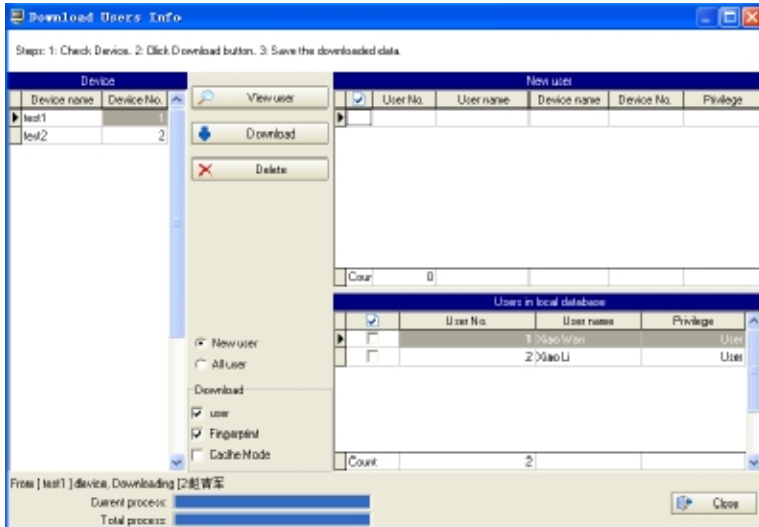 Download Users Info
Steps: 1: Check Device. 2: Click Download button. 3: Save the downloaded data.
Device
Device name Device No.
test1 1
test2 2
View user
Download
Delete
New user
All user
Download
user
Fingerprint
Cache Mode
New user
User No. User name Device name Device No. Privilege
Cour 0
Users in local database
User No. User name Privilege
1 Xiao Wan User
2 Xiao Li User
Count 2
From [ test1 ] device, Downloading [2:
Current process:
Total process:
Close